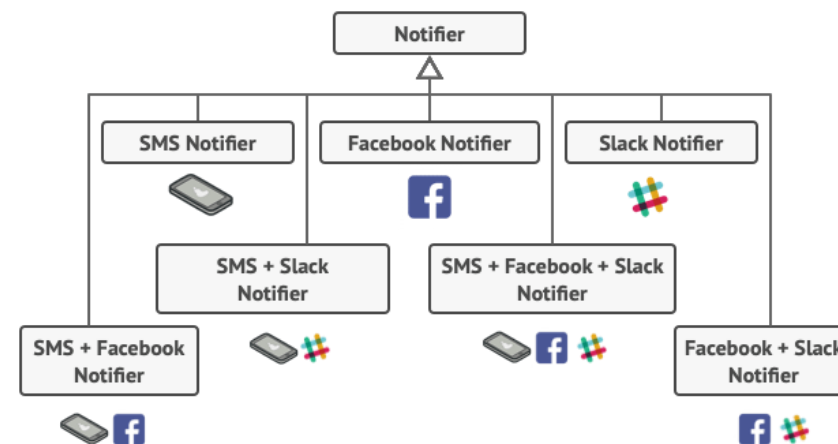 Notifier
SMS Notifier
Facebook Notifier
Slack Notifier
SMS + Slack
Notifier
SMS + Facebook + Slack
Notifier
SMS + Facebook
Notifier
Facebook + Slack
Notifier